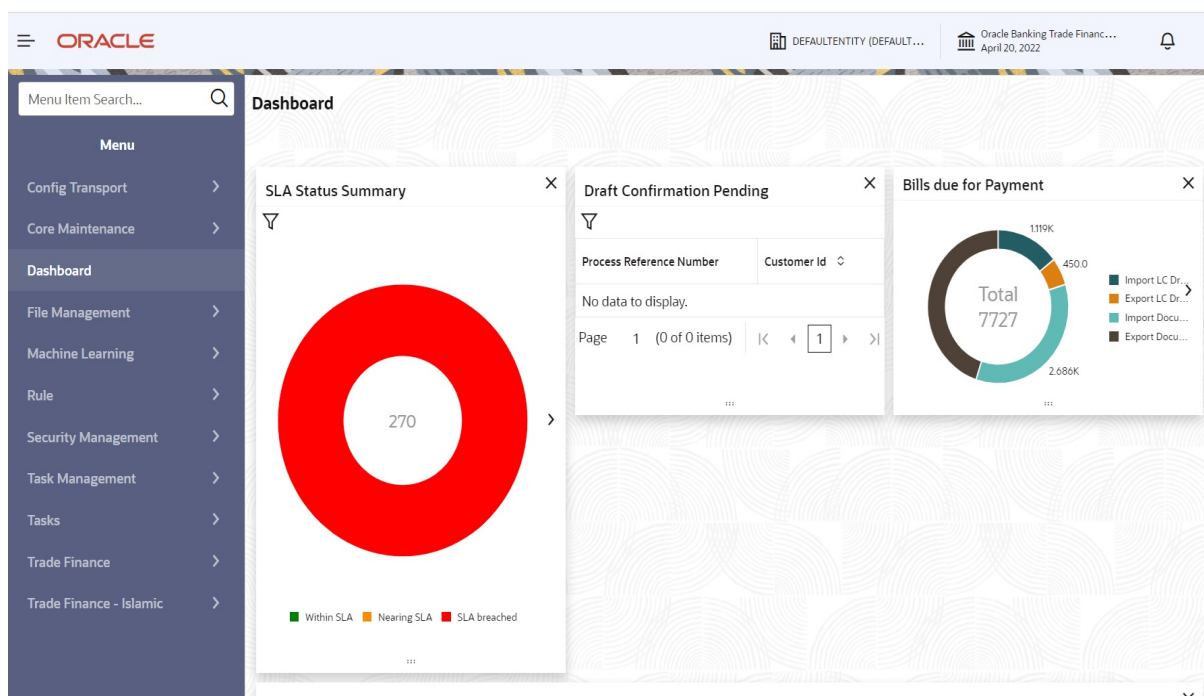 ORACLE
DEFAULTENTITY (DEFAULT...
Oracle Banking Trade Financ...
April 20, 2022
Menu Item Search...
Menu
Config Transport
Core Maintenance
Dashboard
File Management
Machine Learning
Rule
Security Management
Task Management
Tasks
Trade Finance
Trade Finance - Islamic
Dashboard
SLA Status Summary
270
Within SLA Nearing SLA SLA breached
Draft Confirmation Pending
Process Reference Number Customer Id
No data to display.
Page 1 (0 of 0 items) 1
Bills due for Payment
1.119K
450.0
2.686K
Total
7727
Import LC Dr...
Export LC Dr...
Import Docu...
Export Docu...